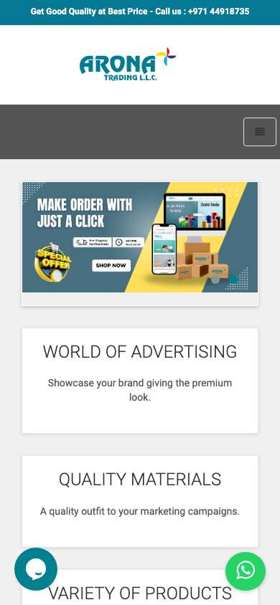 Get Good Quality at Best Price - Call us : +971 44918735
ARONA
TRADING L.L.C.
MAKE ORDER WITH
JUST A CLICK
SPECIAL
OFFER
SHOP NOW
WORLD OF ADVERTISING
Showcase your brand giving the premium
look.
QUALITY MATERIALS
A quality outfit to your marketing campaigns.
VARIETY OF PRODUCTS